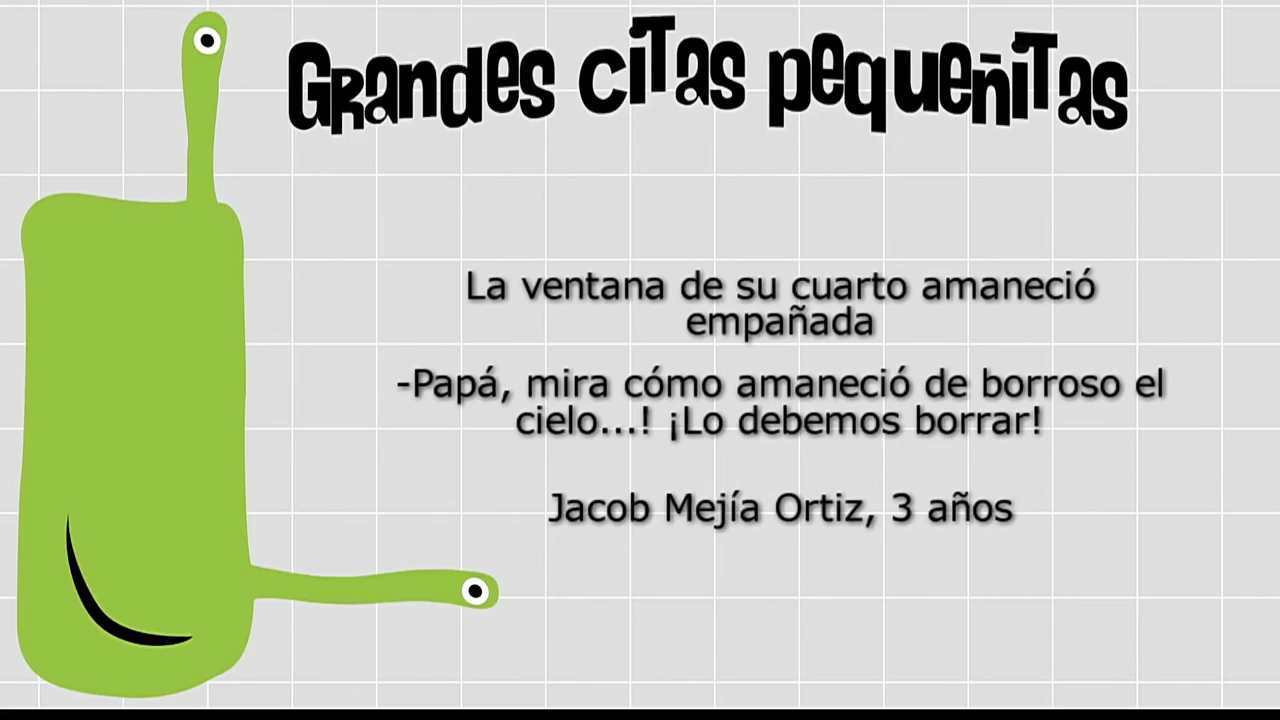 Grandes citas pequeñitas
La ventana de su cuarto amaneció
empañada
-Papá, mira cómo amaneció de borroso el
cielo...! ¡Lo debemos borrar!
Jacob Mejía Ortiz, 3 años